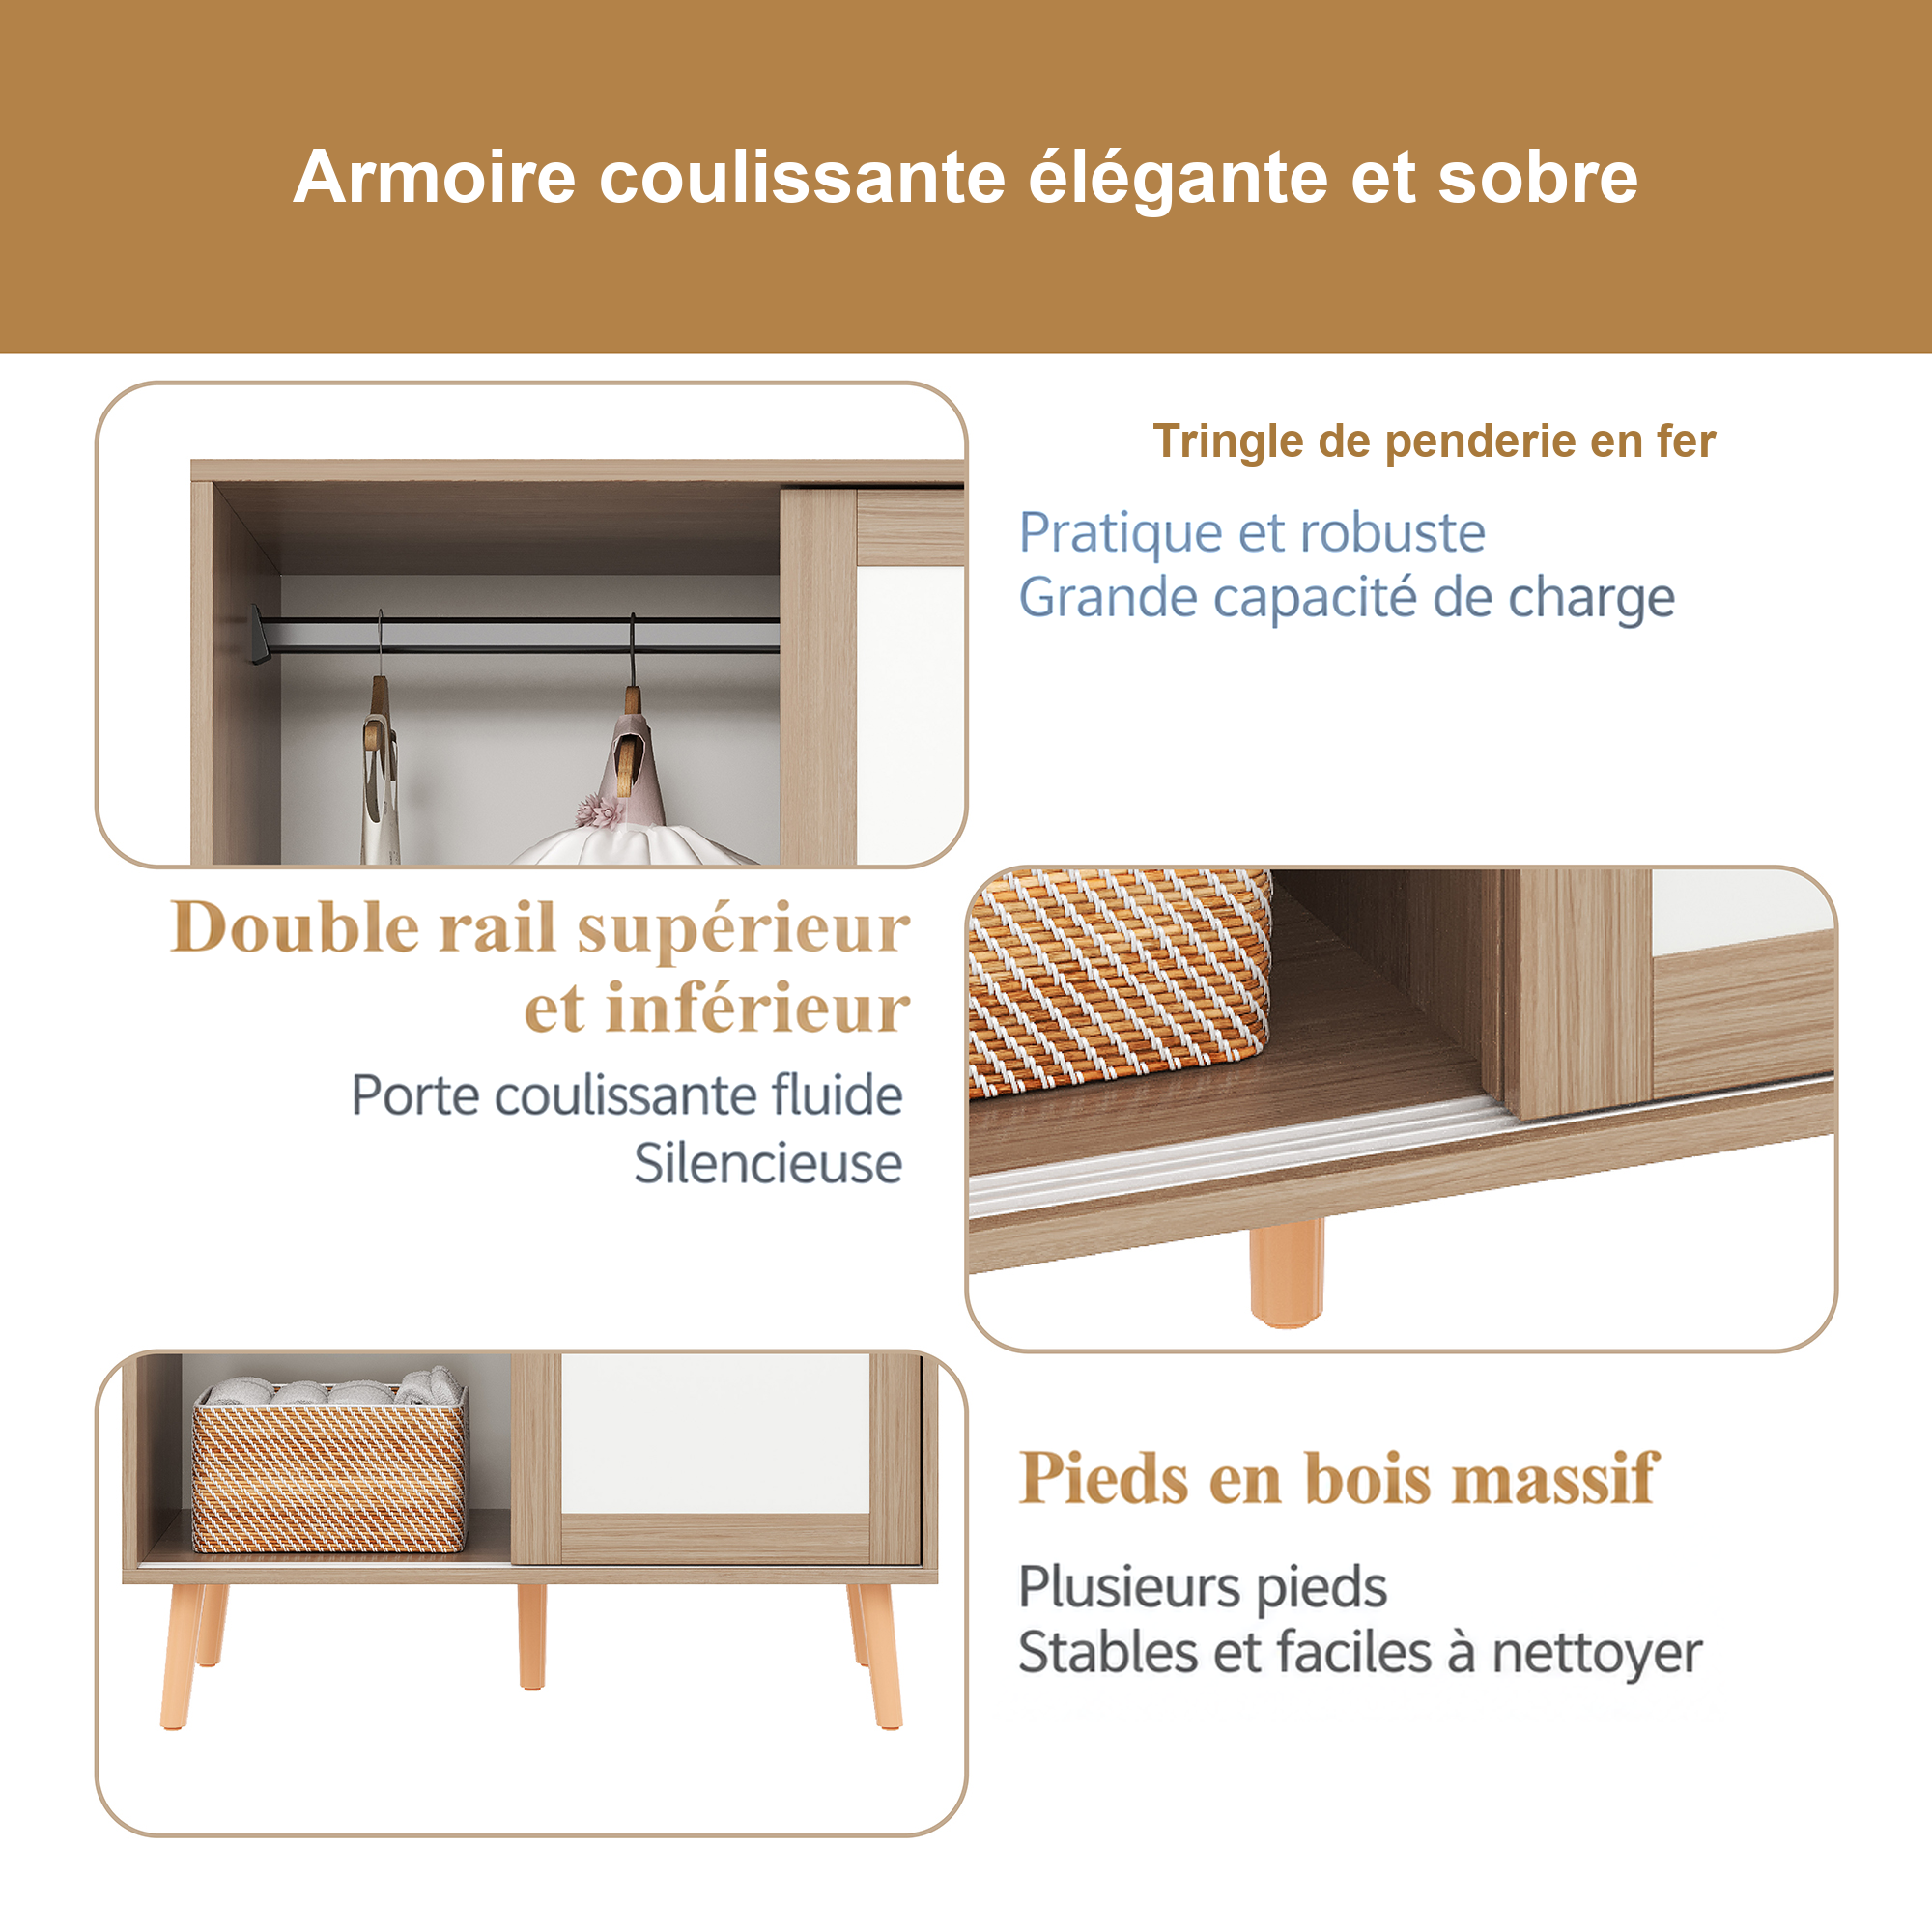 Armoire coulissante élégante et sobre
Tringle de penderie en fer
Pratique et robuste
Grande capacité de charge
Double rail supérieur
et inférieur
Porte coulissante fluide
Silencieuse
Pieds en bois massif
Plusieurs pieds
Stables et faciles à nettoyer